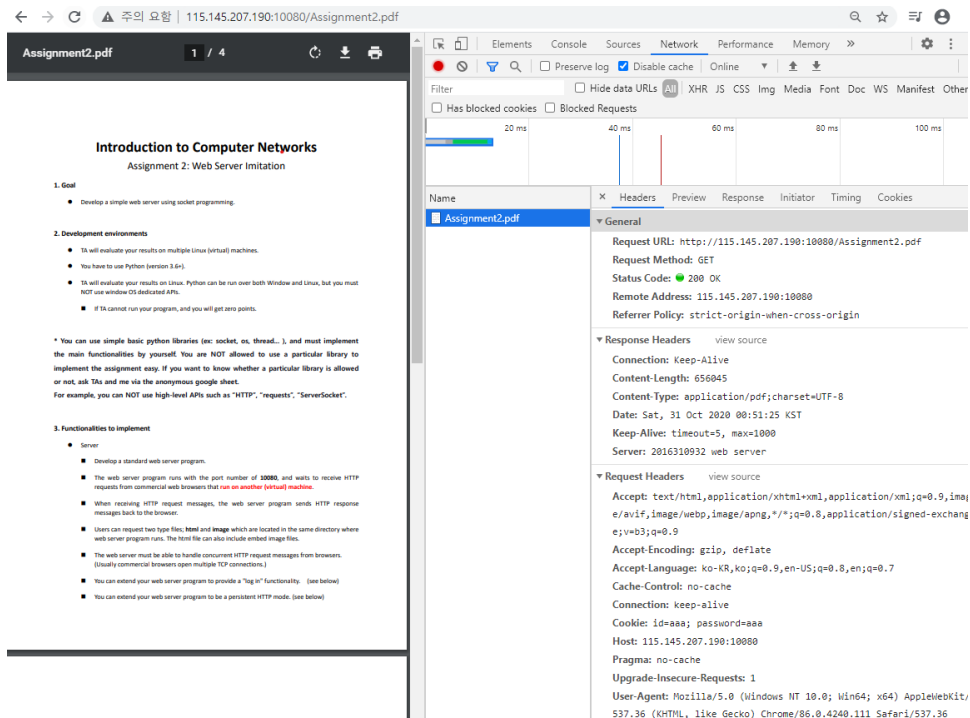 주의 요함 | 115.145.207.190:10080/Assignment2.pdf
Assignment2.pdf 1 / 4
Introduction to Computer Networks
Assignment 2: Web Server Imitation
1. Goal
● Develop a simple web server using socket programming.
2. Development environments
● TA will evaluate your results on multiple Linux (virtual) machines.
● You have to use Python (version 3.6+).
● TA will evaluate your results on Linux. Python can be run over both Window and Linux, but you must
NOT use window OS dedicated APIs.
■ If TA cannot run your program, and you will get zero points.
* You can use simple basic python libraries (ex: socket, os, thread... ), and must implement
the main functionalities by yourself. You are NOT allowed to use a particular library to
implement the assignment easy. If you want to know whether a particular library is allowed
or not, ask TAs and me via the anonymous google sheet.
For example, you can NOT use high-level APIs such as "HTTP", "requests", "ServerSocket".
3. Functionalities to implement
● Server
■ Develop a standard web server program.
■ The web server program runs with the port number of 10080, and waits to receive HTTP
requests from commercial web browsers that run on another (virtual) machine.
■ When receiving HTTP request messages, the web server program sends HTTP response
messages back to the browser.
■ Users can request two type files; html and image which are located in the same directory where
web server program runs. The html file can also include embed image files.
■ The web server must be able to handle concurrent HTTP request messages from browsers.
(Usually commercial browsers open multiple TCP connections.)
■ You can extend your web server program to provide a "log in" functionality. (see below)
■ You can extend your web server program to be a persistent HTTP mode. (see below)
Elements Console Sources Network Performance Memory »
Preserve log Disable cache Online
Filter Hide data URLs All XHR JS CSS Img Media Font Doc WS Manifest Other
Has blocked cookies Blocked Requests
20 ms 40 ms 60 ms 80 ms 100 ms
Name
Assignment2.pdf
× Headers Preview Response Initiator Timing Cookies
General
Request URL: http://115.145.207.190:10080/Assignment2.pdf
Request Method: GET
Status Code: 200 OK
Remote Address: 115.145.207.190:10080
Referrer Policy: strict-origin-when-cross-origin
Response Headers view source
Connection: Keep-Alive
Content-Length: 656045
Content-Type: application/pdf;charset=UTF-8
Date: Sat, 31 Oct 2020 00:51:25 KST
Keep-Alive: timeout=5, max=1000
Server: 2016310932 web server
Request Headers view source
Accept: text/html,application/xhtml+xml,application/xml;q=0.9,imag
e/avif,image/webp,image/apng,*/*;q=0.8,application/signed-exchang
e;v=b3;q=0.9
Accept-Encoding: gzip, deflate
Accept-Language: ko-KR,ko;q=0.9,en-US;q=0.8,en;q=0.7
Cache-Control: no-cache
Connection: keep-alive
Cookie: id=aaa; password=aaa
Host: 115.145.207.190:10080
Pragma: no-cache
Upgrade-Insecure-Requests: 1
User-Agent: Mozilla/5.0 (Windows NT 10.0; Win64; x64) AppleWebKit/
537.36 (KHTML, like Gecko) Chrome/86.0.4240.111 Safari/537.36